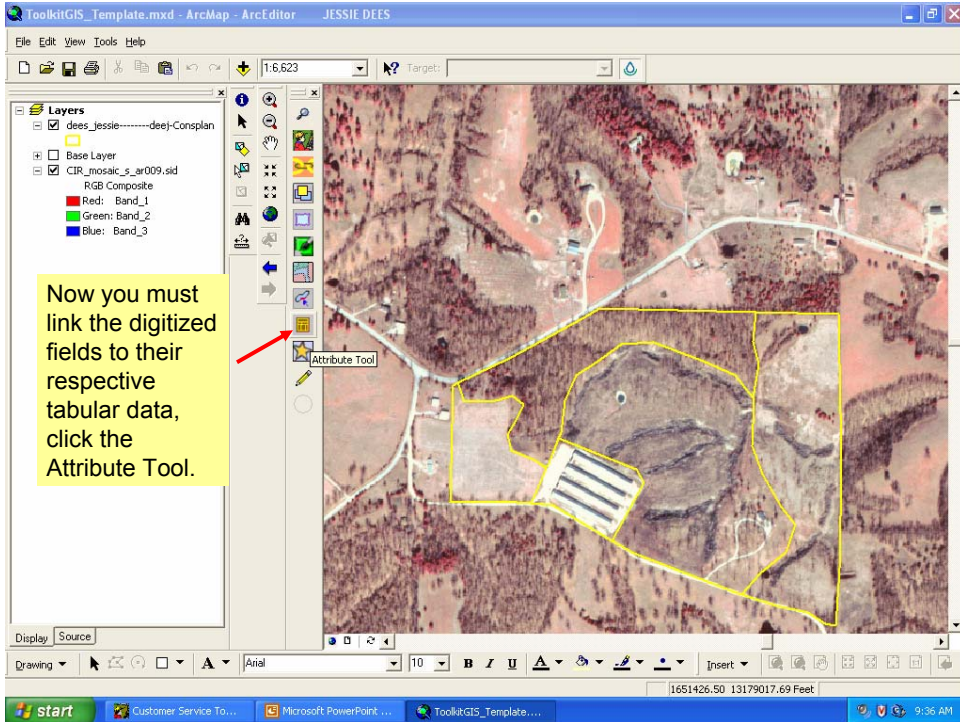 ToolkitGIS_Template.mxd - ArcMap - ArcEditor JESSIE DEES
File Edit View Tools Help
1:6,623
Target:
Layers
dees_jessie--------deej-Consplan
Base Layer
CIR_mosaic_s_ar009.sid
RGB Composite
Red: Band_1
Green: Band_2
Blue: Band_3
Now you must
link the digitized
fields to their
respective
tabular data,
click the
Attribute Tool.
Attribute Tool
Display Source
Drawing A Arial 10 B I U A Insert
1651426.50 13179017.69 Feet
start Customer Service To... Microsoft PowerPoint ... ToolkitGIS_Template.... 9:36 AM